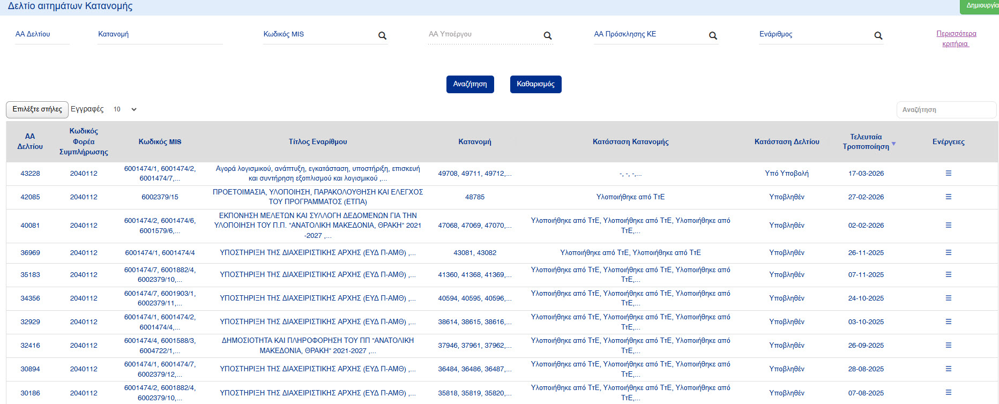 Δελτίο αιτημάτων Κατανομής
Δημιουργία
ΑΑ Δελτίου Κατανομή Κωδικός MIS ΑΑ Υποέργου ΑΑ Πρόσκλησης ΚΕ Ενάριθμος Περισσότερα
κριτήρια
Αναζήτηση Καθαρισμός
Επιλέξτε στήλες Εγγραφές 10 Αναζήτηση
ΑΑ
Δελτίου
Κωδικός
Φορέα
Συμπλήρωσης
Κωδικός MIS
Τίτλος Εναρίθμου
Κατανομή
Κατάσταση Κατανομής
Κατάσταση Δελτίου
Τελευταία
Τροποποίηση
Ενέργειες
43228
2040112
6001474/1, 6001474/2,
6001474/7,...
Αγορά λογισμικού, ανάπτυξη, εγκατάσταση, υποστήριξη, επισκευή
και συντήρηση εξοπλισμού και λογισμικού ,...
49708, 49711, 49712,...
-, -, -,...
Υπό Υποβολή
17-03-2026
42085
2040112
6002379/15
ΠΡΟΕΤΟΙΜΑΣΙΑ, ΥΛΟΠΟΙΗΣΗ, ΠΑΡΑΚΟΛΟΥΘΗΣΗ ΚΑΙ ΕΛΕΓΧΟΣ
ΤΟΥ ΠΡΟΓΡΑΜΜΑΤΟΣ (ΕΤΠΑ)
48785
Υλοποιήθηκε από ΤτΕ
Υποβληθέν
27-02-2026
40081
2040112
6001474/2, 6001474/6,
6001579/6,...
ΕΚΠΟΝΗΣΗ ΜΕΛΕΤΩΝ ΚΑΙ ΣΥΛΛΟΓΗ ΔΕΔΟΜΕΝΩΝ ΓΙΑ ΤΗΝ
ΥΛΟΠΟΙΗΣΗ ΤΟΥ Π.Π. "ΑΝΑΤΟΛΙΚΗ ΜΑΚΕΔΟΝΙΑ, ΘΡΑΚΗ" 2021
-2027 ,...
47068, 47069, 47070,...
Υλοποιήθηκε από ΤτΕ, Υλοποιήθηκε από ΤτΕ, Υλοποιήθηκε από
ΤτΕ,...
Υποβληθέν
02-02-2026
36969
2040112
6001474/1, 6001474/4
ΥΠΟΣΤΗΡΙΞΗ ΤΗΣ ΔΙΑΧΕΙΡΙΣΤΙΚΗΣ ΑΡΧΗΣ (ΕΥΔ Π-ΑΜΘ) ,...
43081, 43082
Υλοποιήθηκε από ΤτΕ, Υλοποιήθηκε από ΤτΕ
Υποβληθέν
26-11-2025
35183
2040112
6001474/7, 6001882/4,
6002379/10,...
ΥΠΟΣΤΗΡΙΞΗ ΤΗΣ ΔΙΑΧΕΙΡΙΣΤΙΚΗΣ ΑΡΧΗΣ (ΕΥΔ Π-ΑΜΘ) ,...
41360, 41368, 41369,...
Υλοποιήθηκε από ΤτΕ, Υλοποιήθηκε από ΤτΕ, Υλοποιήθηκε από
ΤτΕ,...
Υποβληθέν
07-11-2025
34356
2040112
6001474/7, 6001903/1,
6002379/11,...
ΥΠΟΣΤΗΡΙΞΗ ΤΗΣ ΔΙΑΧΕΙΡΙΣΤΙΚΗΣ ΑΡΧΗΣ (ΕΥΔ Π-ΑΜΘ) ,...
40594, 40595, 40596,...
Υλοποιήθηκε από ΤτΕ, Υλοποιήθηκε από ΤτΕ, Υλοποιήθηκε από
ΤτΕ,...
Υποβληθέν
24-10-2025
32929
2040112
6001474/1, 6001474/2,
6001474/4,...
ΥΠΟΣΤΗΡΙΞΗ ΤΗΣ ΔΙΑΧΕΙΡΙΣΤΙΚΗΣ ΑΡΧΗΣ (ΕΥΔ Π-ΑΜΘ) ,...
38614, 38615, 38616,...
Υλοποιήθηκε από ΤτΕ, Υλοποιήθηκε από ΤτΕ, Υλοποιήθηκε από
ΤτΕ,...
Υποβληθέν
03-10-2025
32416
2040112
6001474/4, 6001588/3,
6004722/1,...
ΔΗΜΟΣΙΟΤΗΤΑ ΚΑΙ ΠΛΗΡΟΦΟΡΗΣΗ ΤΟΥ ΠΠ "ΑΝΑΤΟΛΙΚΗ
ΜΑΚΕΔΟΝΙΑ, ΘΡΑΚΗ" 2021-2027 ,...
37946, 37961, 37962,...
Υλοποιήθηκε από ΤτΕ, Υλοποιήθηκε από ΤτΕ, Υλοποιήθηκε από
ΤτΕ,...
Υποβληθέν
26-09-2025
30894
2040112
6001474/1, 6001474/7,
6002379/12,...
ΥΠΟΣΤΗΡΙΞΗ ΤΗΣ ΔΙΑΧΕΙΡΙΣΤΙΚΗΣ ΑΡΧΗΣ (ΕΥΔ Π-ΑΜΘ) ,...
36484, 36486, 36487,...
Υλοποιήθηκε από ΤτΕ, Υλοποιήθηκε από ΤτΕ, Υλοποιήθηκε από
ΤτΕ,...
Υποβληθέν
28-08-2025
30186
2040112
6001474/2, 6001882/4,
6002379/10,...
ΥΠΟΣΤΗΡΙΞΗ ΤΗΣ ΔΙΑΧΕΙΡΙΣΤΙΚΗΣ ΑΡΧΗΣ (ΕΥΔ Π-ΑΜΘ) ,...
35818, 35819, 35820,...
Υλοποιήθηκε από ΤτΕ, Υλοποιήθηκε από ΤτΕ, Υλοποιήθηκε από
ΤτΕ,...
Υποβληθέν
07-08-2025